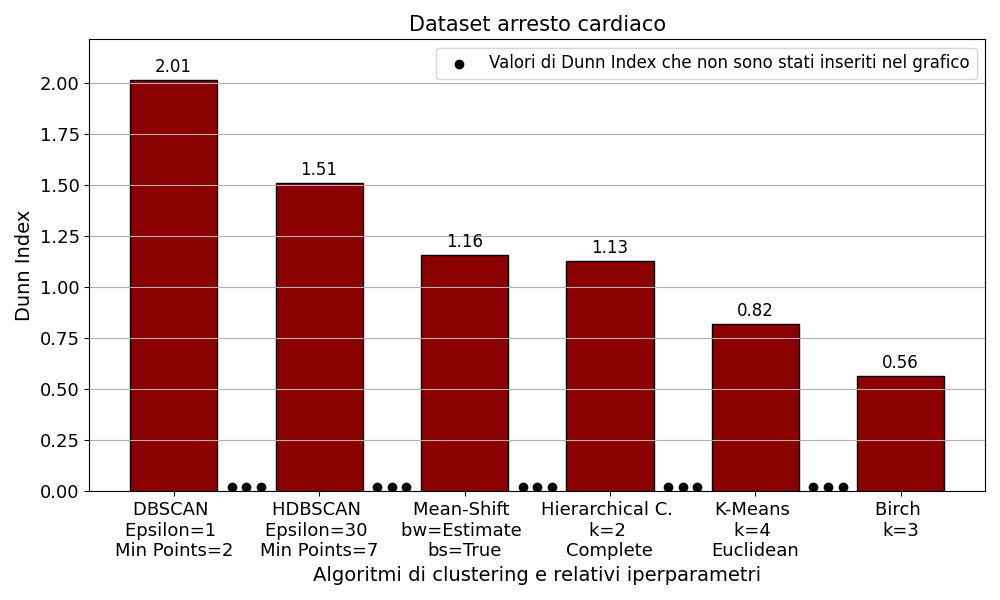 Dataset arresto cardiaco
Valori di Dunn Index che non sono stati inseriti nel grafico
Dunn Index
2.00
1.75
1.50
1.25
1.00
0.75
0.50
0.25
0.00
2.01
1.51
1.16
1.13
0.82
0.56
DBSCAN
Epsilon=1
Min Points=2
HDBSCAN
Epsilon=30
Min Points=7
Mean-Shift
bw=Estimate
bs=True
Hierarchical C.
k=2
Complete
K-Means
k=4
Euclidean
Birch
k=3
Algoritmi di clustering e relativi iperparametri